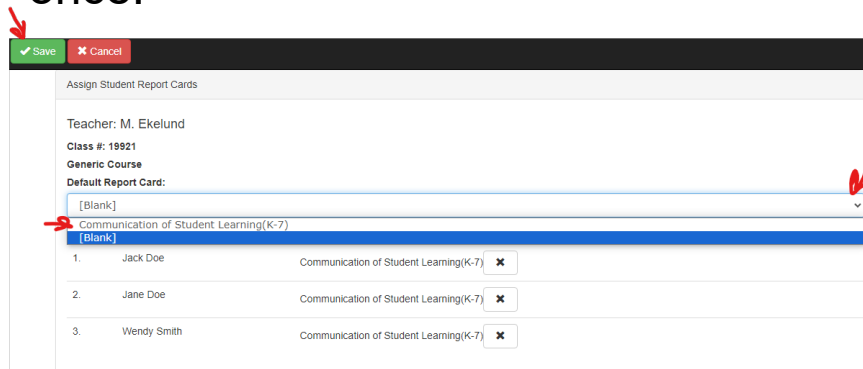 ✔ Save ✖ Cancel
Assign Student Report Cards
Teacher: M. Ekelund
Class #: 19921
Generic Course
Default Report Card:
[Blank]
Communication of Student Learning(K-7)
[Blank]
1. Jack Doe Communication of Student Learning(K-7) ✖
2. Jane Doe Communication of Student Learning(K-7) ✖
3. Wendy Smith Communication of Student Learning(K-7) ✖